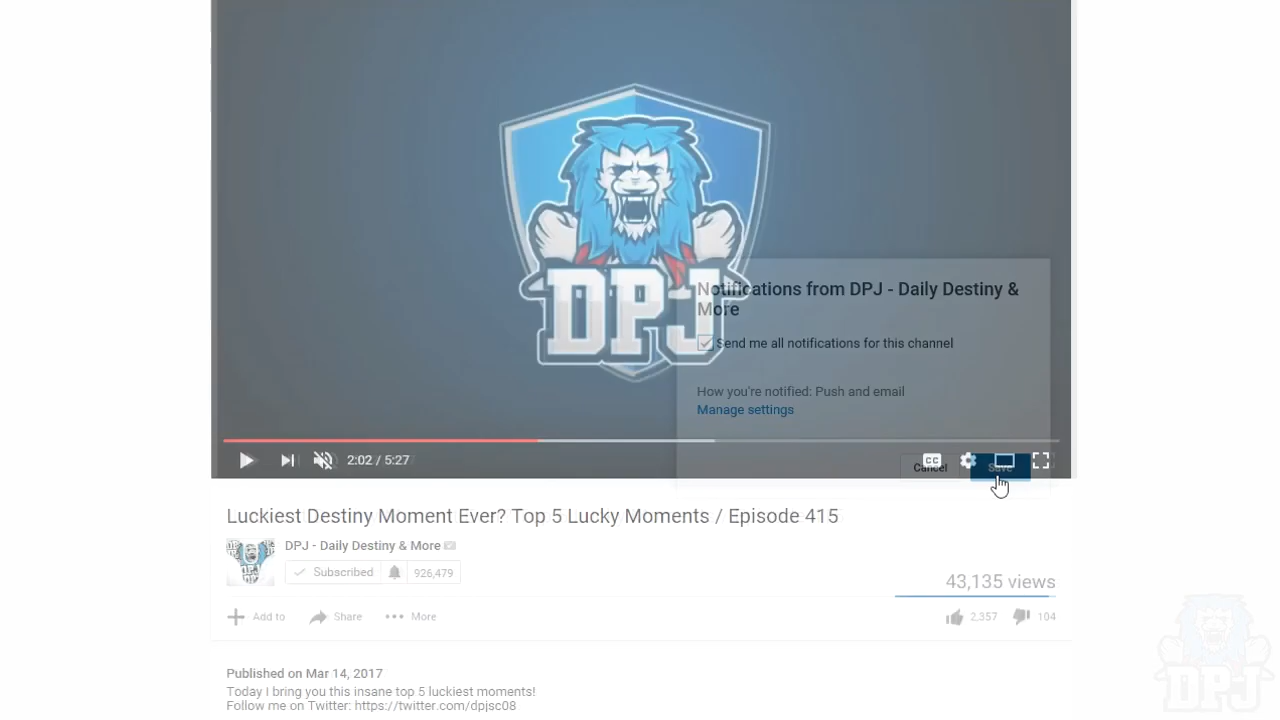 DPJ
Notifications from DPJ - Daily Destiny &
More
Send me all notifications for this channel
How you're notified: Push and email
Manage settings
Cancel
Save
2:02 / 5:27
CC
Luckiest Destiny Moment Ever? Top 5 Lucky Moments / Episode 415
DPJ - Daily Destiny & More
Subscribed
926,479
43,135 views
Add to
Share
More
2,357
104
Published on Mar 14, 2017
Today I bring you this insane top 5 luckiest moments!
Follow me on Twitter: https://twitter.com/dpjsc08
DPJ